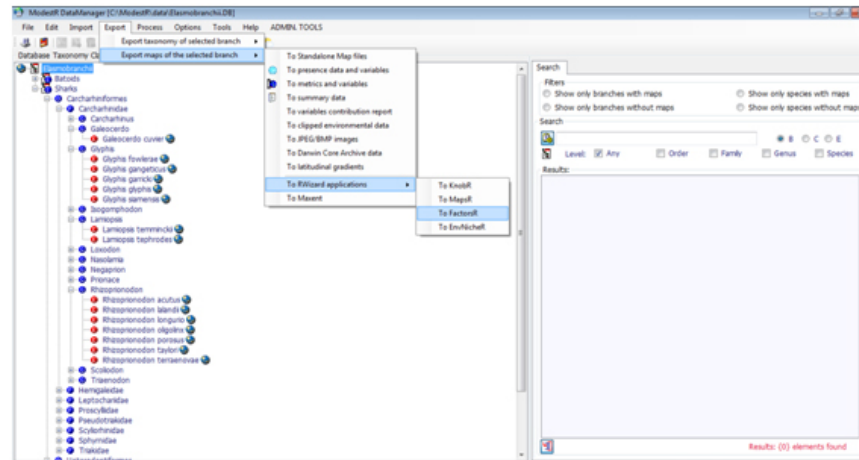 ModestR DataManager [C:\ModestR\data\Elasmobranchii.DB]
File Edit Import Export Process Options Tools Help ADMIN. TOOLS
Export taxonomy of selected branch
Export maps of the selected branch
To Standalone Map files
To presence data and variables
To metrics and variables
To summary data
To variables contribution report
To clipped environmental data
To JPEG/BMP images
To Darwin Core Archive data
To latitudinal gradients
To RWizard applications
To Maxent
To KnobR
To MapsR
To FactorsR
To EnvNicheR
Database Taxonomy
Elasmobranchii
Batoids
Sharks
Carcharhiniformes
Carcharhinidae
Carcharhinus
Galeocerdo
Galeocerdo cuvier
Glyphis
Glyphis fowlerae
Glyphis gangeticus
Glyphis garricki
Glyphis glyphis
Glyphis siamensis
Isogomphodon
Lamiopsis
Lamiopsis temminckii
Lamiopsis tephrodes
Loxodon
Nasolamia
Negaprion
Prionace
Rhizoprionodon
Rhizoprionodon acutus
Rhizoprionodon lalandii
Rhizoprionodon longurio
Rhizoprionodon oligolinx
Rhizoprionodon porosus
Rhizoprionodon taylori
Rhizoprionodon terraenovae
Scoliodon
Triaenodon
Hemigaleidae
Leptochariidae
Proscylliidae
Pseudotriakidae
Scyliorhinidae
Sphyrnidae
Triakidae
Heterodontiformes
Search
Filters
Show only branches with maps
Show only species with maps
Show only branches without maps
Show only species without map
Search
B C E
Level: Any Order Family Genus Species
Results:
Results: (0) elements found